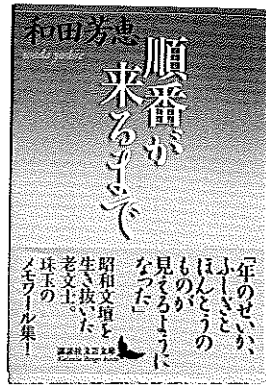 和田芳恵
順番が
来るまで
「年のせいか、
ふしぎと
ほんとうの
ものが
見えるように
なった」
昭和文壇を
生き抜いた
老文士。
珠玉の
メモワール集!
講談社文芸文庫